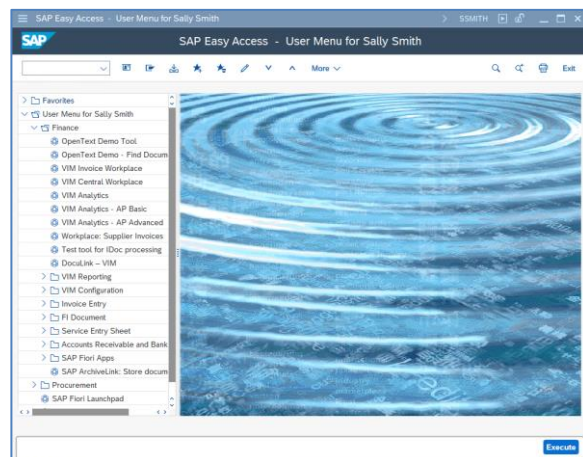 SAP Easy Access - User Menu for Sally Smith
SSMITH
SAP
SAP Easy Access - User Menu for Sally Smith
More
Exit
Favorites
User Menu for Sally Smith
Finance
OpenText Demo Tool
OpenText Demo - Find Docum
VIM Invoice Workplace
VIM Central Workplace
VIM Analytics
VIM Analytics - AP Basic
VIM Analytics - AP Advanced
Workplace: Supplier Invoices
Test tool for IDoc processing
DocuLink – VIM
VIM Reporting
VIM Configuration
Invoice Entry
FI Document
Service Entry Sheet
Accounts Receivable and Bank
SAP Fiori Apps
SAP ArchiveLink: Store docum
Procurement
SAP Fiori Launchpad
Execute